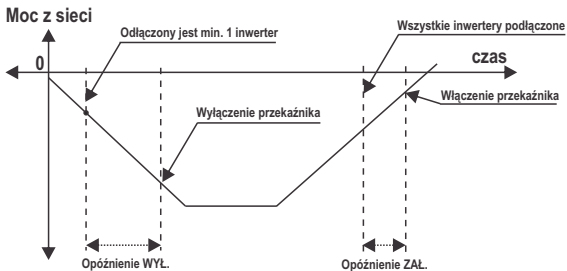 Moc z sieci
Wszystkie inwertery podłączone
Odłączony jest min. 1 inwerter
0
czas
Włączenie przekaźnika
Wyłączenie przekaźnika
Opóźnienie WYŁ.
Opóźnienie ZAŁ.